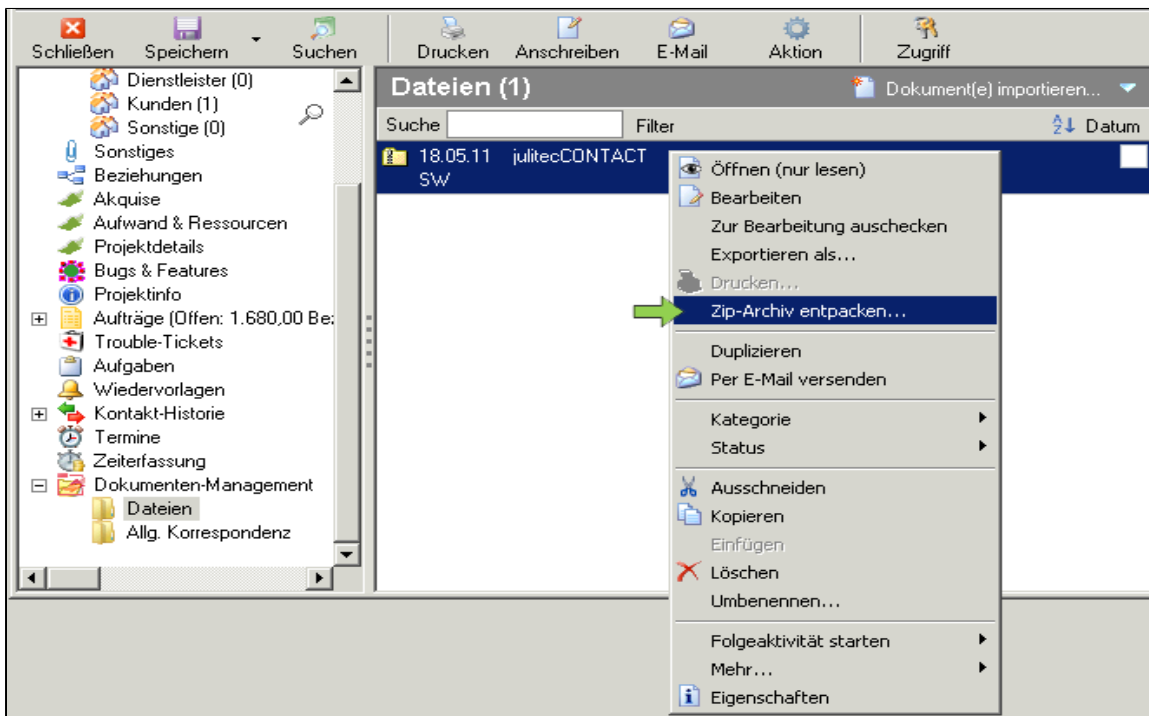 Schließen Speichern Suchen Drucken Anschreiben E-Mail Aktion Zugriff
Dienstleister (0)
Kunden (1)
Sonstige (0)
Sonstiges
Beziehungen
Akquise
Aufwand & Ressourcen
Projektdetails
Bugs & Features
Projektinfo
Aufträge (Offen: 1.680,00 Be
Trouble-Tickets
Aufgaben
Wiedervorlagen
Kontakt-Historie
Termine
Zeiterfassung
Dokumenten-Management
Dateien
Allg. Korrespondenz
Dateien (1) Dokument(e) importieren...
Suche Filter Datum
18.05.11 julitecCONTACT
SW
Öffnen (nur lesen)
Bearbeiten
Zur Bearbeitung auschecken
Exportieren als...
Drucken...
Zip-Archiv entpacken...
Duplizieren
Per E-Mail versenden
Kategorie
Status
Ausschneiden
Kopieren
Einfügen
Löschen
Umbenennen...
Folgeaktivität starten
Mehr...
Eigenschaften